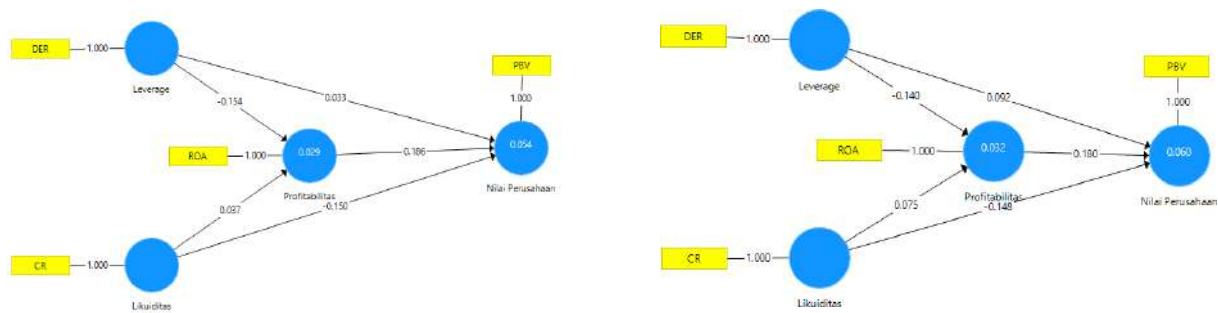 DER
1.000
Leverage
-0.154
0.033
PBV
1.000
ROA
1.000
0.029
Profitabilitas
0.186
0.054
Nilai Perusahaan
0.037
-0.150
CR
1.000
Likuiditas
DER
1.000
Leverage
-0.140
0.092
PBV
1.000
ROA
1.000
0.032
Profitabilitas
0.180
0.060
Nilai Perusahaan
0.075
-0.148
CR
1.000
Likuiditas